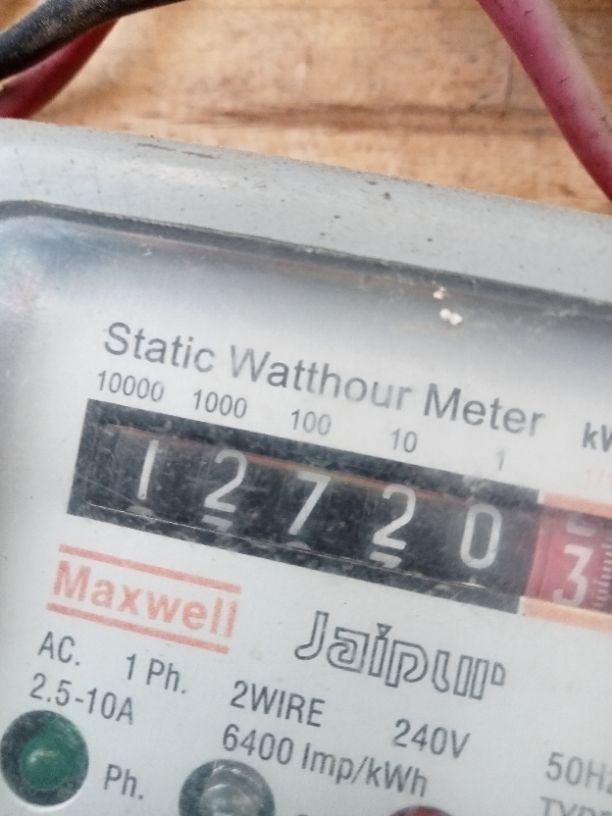 Static Watthour Meter
10000 1000 100 10 1
12720 3
Maxwell
Jaipur
AC. 1 Ph. 2WIRE 240V 50Hz
2.5-10A 6400 Imp/kWh
Ph.